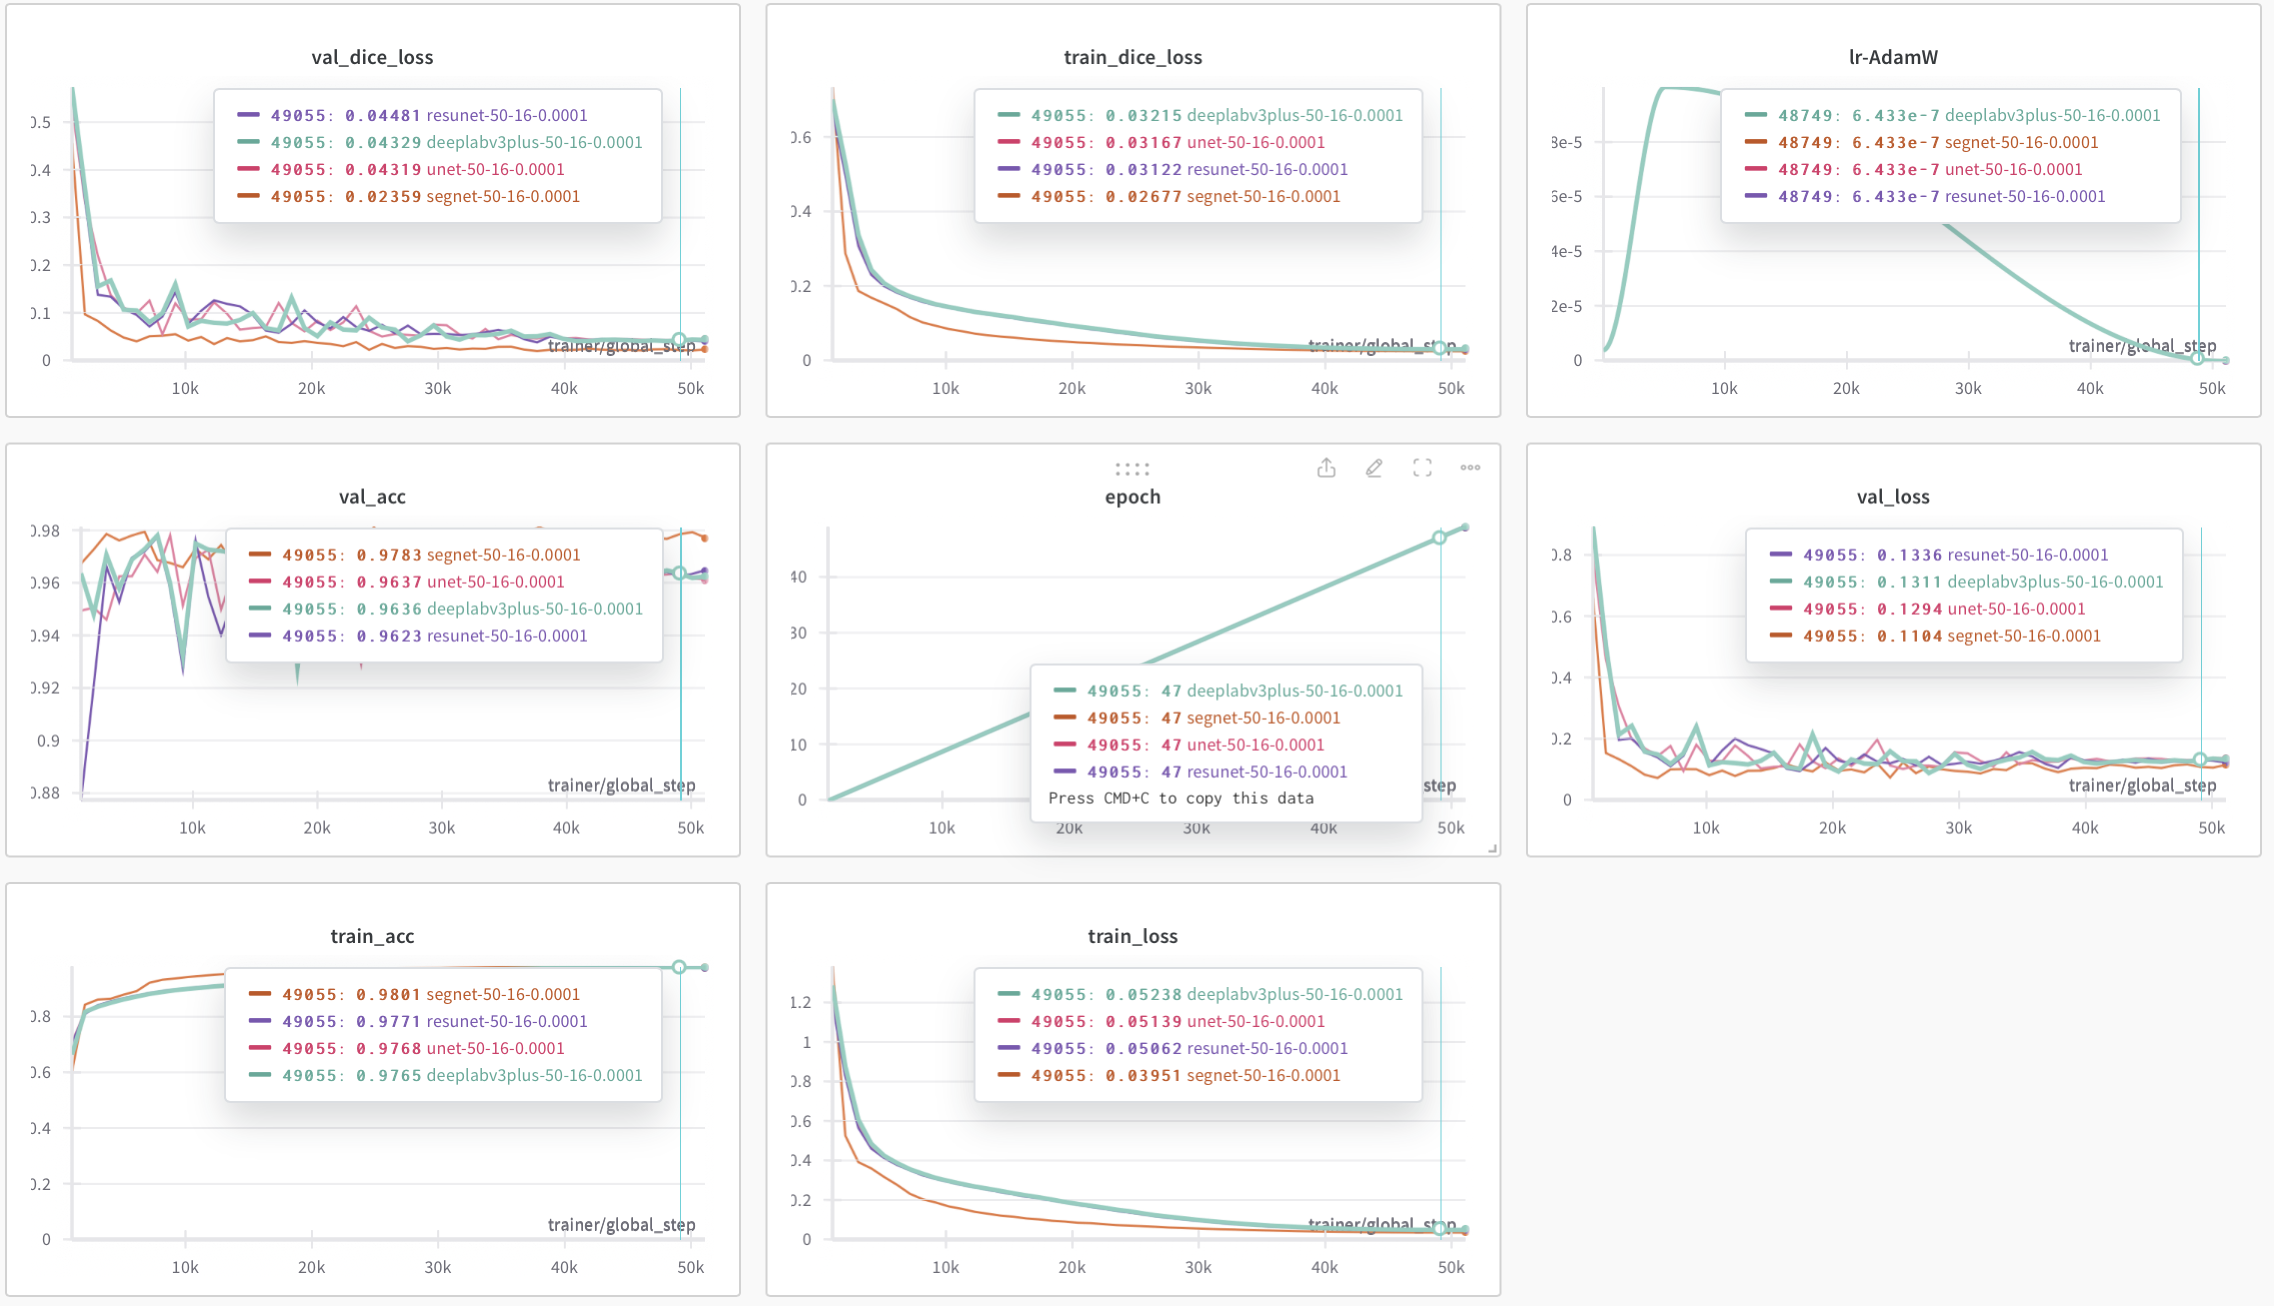 val_dice_loss
49055: 0.04481 resunet-50-16-0.0001
49055: 0.04329 deeplabv3plus-50-16-0.0001
49055: 0.04319 unet-50-16-0.0001
49055: 0.02359 segnet-50-16-0.0001
0.5
0.4
0.3
0.2
0.1
0
trainer/global_step
10k 20k 30k 40k 50k
train_dice_loss
49055: 0.03215 deeplabv3plus-50-16-0.0001
49055: 0.03167 unet-50-16-0.0001
49055: 0.03122 resunet-50-16-0.0001
49055: 0.02677 segnet-50-16-0.0001
0.6
0.4
0.2
0
trainer/global_step
10k 20k 30k 40k 50k
lr-AdamW
48749: 6.433e-7 deeplabv3plus-50-16-0.0001
48749: 6.433e-7 segnet-50-16-0.0001
48749: 6.433e-7 unet-50-16-0.0001
48749: 6.433e-7 resunet-50-16-0.0001
8e-5
6e-5
4e-5
2e-5
0
trainer/global_step
10k 20k 30k 40k 50k
val_acc
49055: 0.9783 segnet-50-16-0.0001
49055: 0.9637 unet-50-16-0.0001
49055: 0.9636 deeplabv3plus-50-16-0.0001
49055: 0.9623 resunet-50-16-0.0001
0.98
0.96
0.94
0.92
0.9
0.88
trainer/global_step
10k 20k 30k 40k 50k
epoch
40
30
20
10
0
49055: 47 deeplabv3plus-50-16-0.0001
49055: 47 segnet-50-16-0.0001
49055: 47 unet-50-16-0.0001
49055: 47 resunet-50-16-0.0001
Press CMD+C to copy this data
step
10k 20k 30k 40k 50k
val_loss
49055: 0.1336 resunet-50-16-0.0001
49055: 0.1311 deeplabv3plus-50-16-0.0001
49055: 0.1294 unet-50-16-0.0001
49055: 0.1104 segnet-50-16-0.0001
0.8
0.6
0.4
0.2
0
trainer/global_step
10k 20k 30k 40k 50k
train_acc
49055: 0.9801 segnet-50-16-0.0001
49055: 0.9771 resunet-50-16-0.0001
49055: 0.9768 unet-50-16-0.0001
49055: 0.9765 deeplabv3plus-50-16-0.0001
0.8
0.6
0.4
0.2
0
trainer/global_step
10k 20k 30k 40k 50k
train_loss
49055: 0.05238 deeplabv3plus-50-16-0.0001
49055: 0.05139 unet-50-16-0.0001
49055: 0.05062 resunet-50-16-0.0001
49055: 0.03951 segnet-50-16-0.0001
1.2
1
0.8
0.6
0.4
0.2
0
trainer/global_step
10k 20k 30k 40k 50k